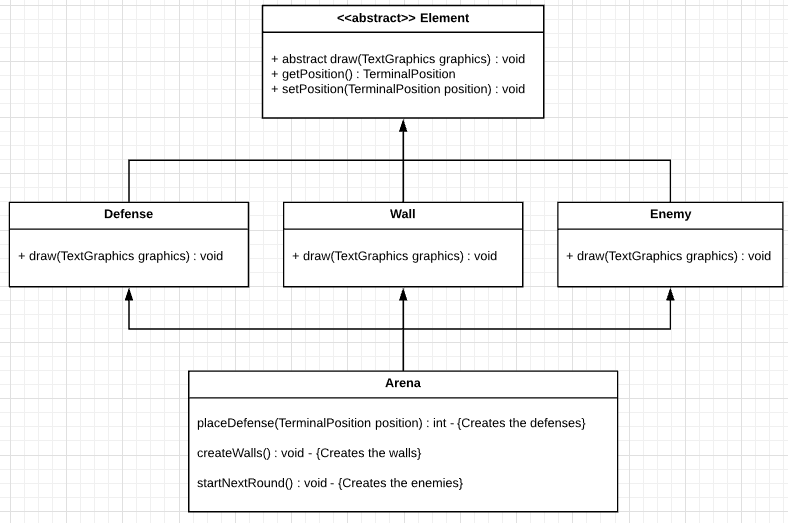 <<abstract>> Element
+ abstract draw(TextGraphics graphics) : void
+ getPosition() : TerminalPosition
+ setPosition(TerminalPosition position) : void
Defense
+ draw(TextGraphics graphics) : void
Wall
+ draw(TextGraphics graphics) : void
Enemy
+ draw(TextGraphics graphics) : void
Arena
placeDefense(TerminalPosition position) : int - {Creates the defenses}
createWalls() : void - {Creates the walls}
startNextRound() : void - {Creates the enemies}